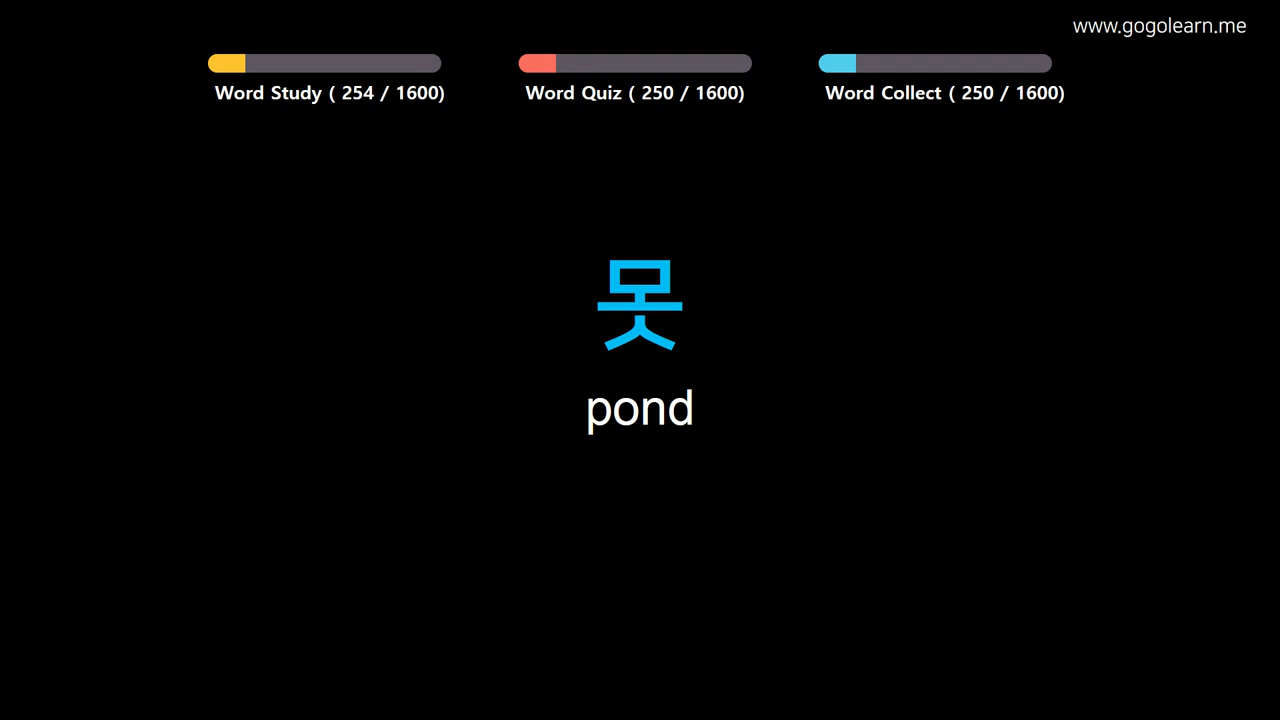 www.gogolearn.me
Word Study ( 254 / 1600)
Word Quiz ( 250 / 1600)
Word Collect ( 250 / 1600)
못
pond